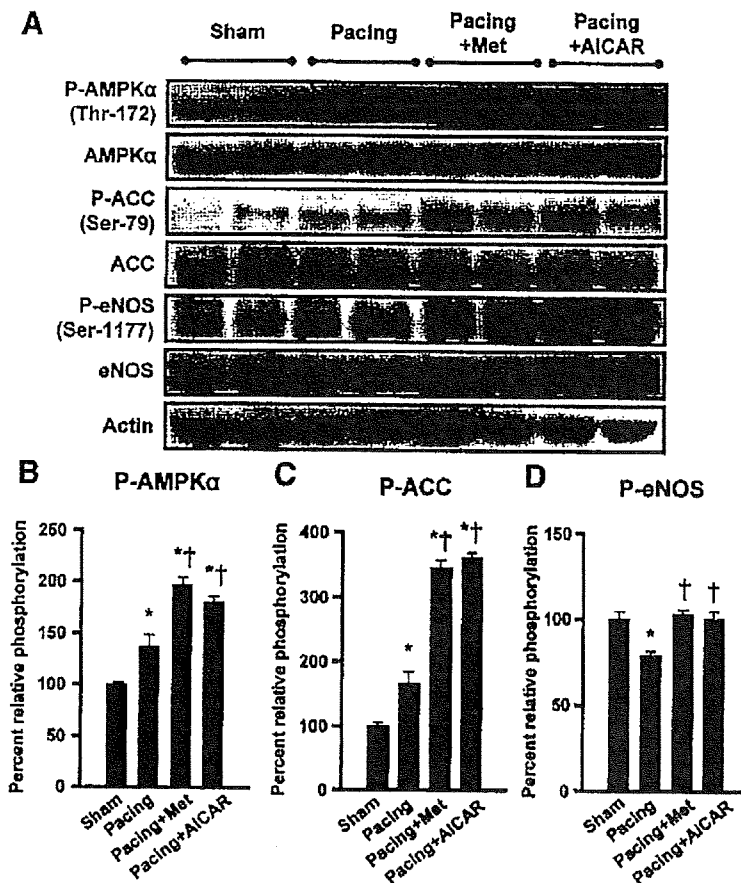 A
Sham Pacing Pacing +Met Pacing +AICAR
P-AMPKα
(Thr-172)
AMPKα
P-ACC
(Ser-79)
ACC
P-eNOS
(Ser-1177)
eNOS
Actin
B P-AMPKα
Percent relative phosphorylation
250
200
150
100
50
0
*
*†
*†
Sham Pacing Pacing+Met Pacing+AICAR
C P-ACC
Percent relative phosphorylation
400
300
200
100
0
*
*†
*†
Sham Pacing Pacing+Met Pacing+AICAR
D P-eNOS
Percent relative phosphorylation
150
100
50
0
*
†
†
Sham Pacing Pacing+Met Pacing+AICAR